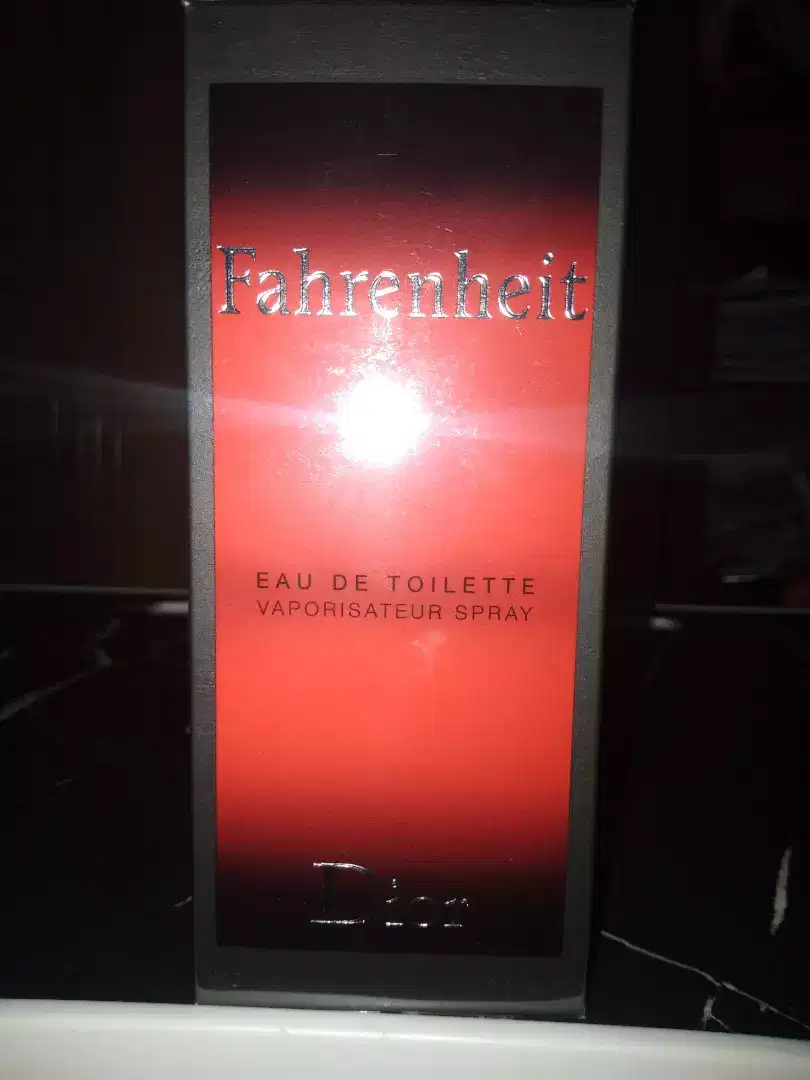 Fahrenheit
EAU DE TOILETTE
VAPORISATEUR SPRAY
Dior